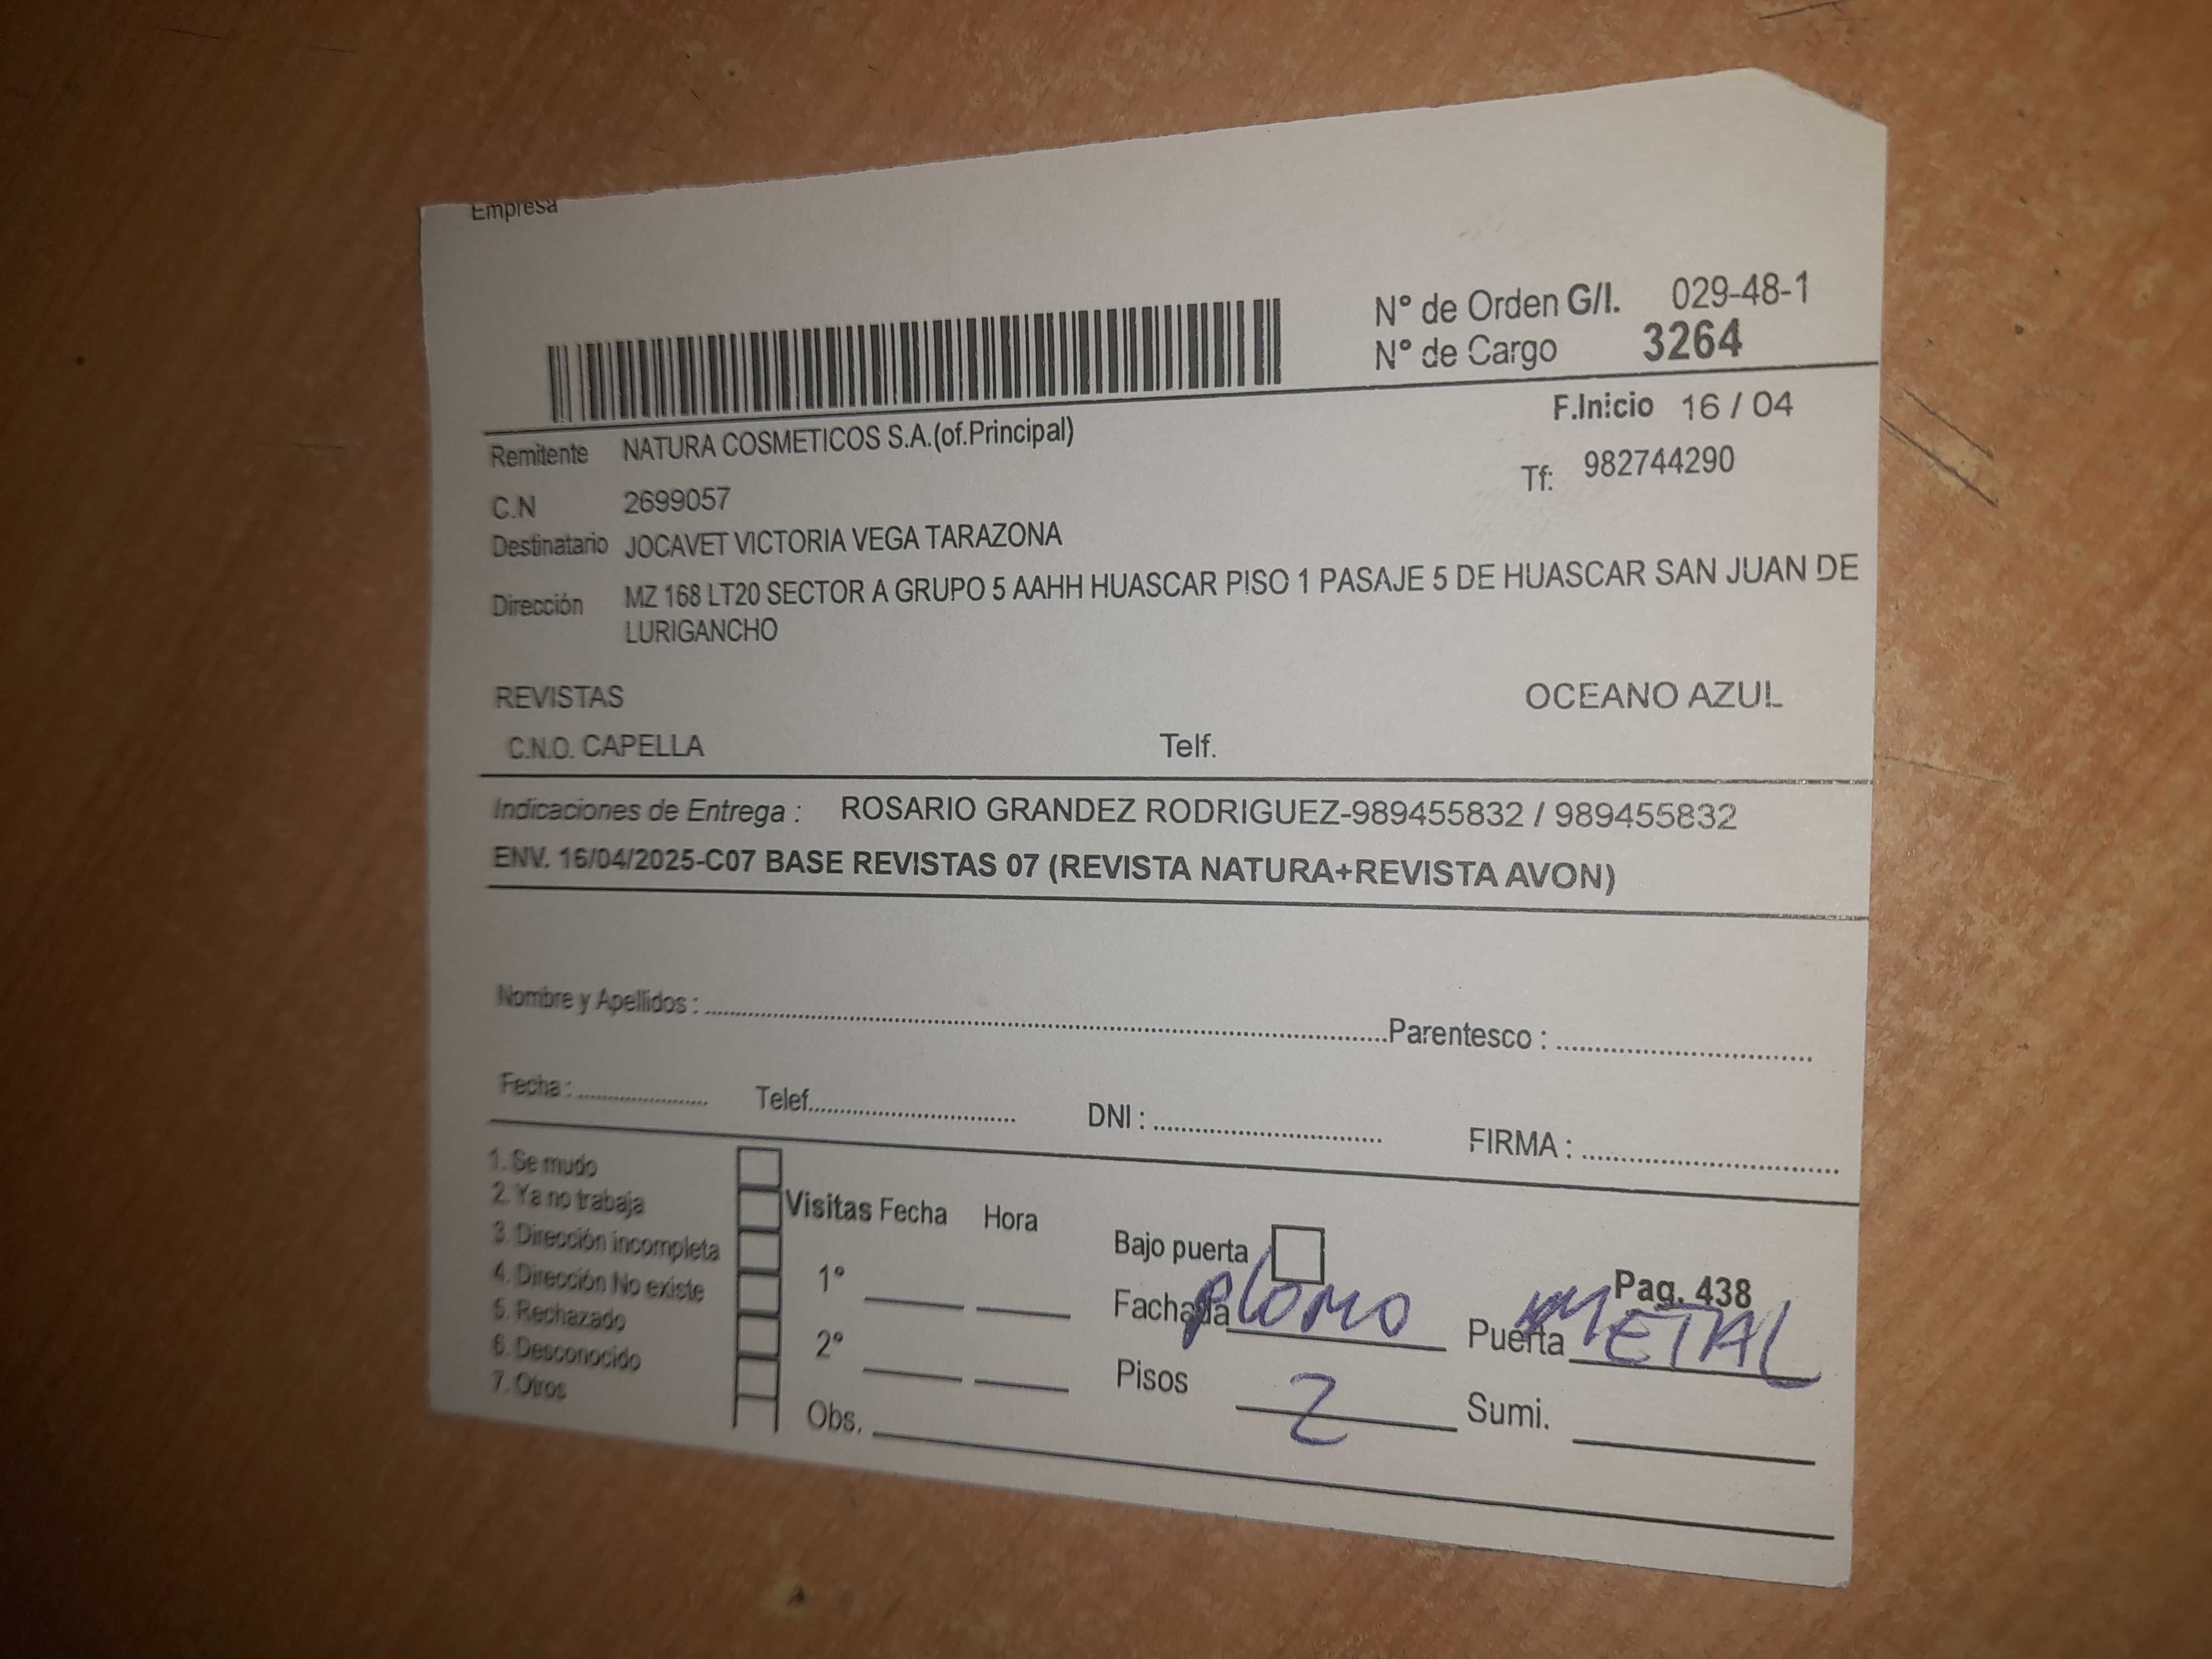 Empresa
N° de Orden G/I. 029-48-1
N° de Cargo 3264
F.Inicio 16 / 04
Remitente NATURA COSMETICOS S.A.(of.Principal)
Tf: 982744290
C.N 2699057
Destinatario JOCAVET VICTORIA VEGA TARAZONA
Dirección MZ 168 LT20 SECTOR A GRUPO 5 AAHH HUASCAR PISO 1 PASAJE 5 DE HUASCAR SAN JUAN DE
LURIGANCHO
REVISTAS OCEANO AZUL
C.N.O. CAPELLA Telf.
Indicaciones de Entrega : ROSARIO GRANDEZ RODRIGUEZ-989455832 / 989455832
ENV. 16/04/2025-C07 BASE REVISTAS 07 (REVISTA NATURA+REVISTA AVON)
Nombre y Apellidos : Parentesco :
Fecha : Telef. DNI : FIRMA :
1. Se mudo
2. Ya no trabaja
3. Dirección incompleta
4. Dirección No existe
5. Rechazado
6. Desconocido
7. Otros
Visitas Fecha Hora
1°
2°
Obs.
Bajo puerta
Pag. 438
Fachada plomo Puerta METAL
Pisos 2 Sumi.